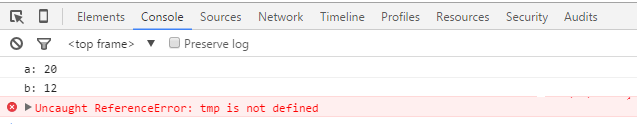 Elements Console Sources Network Timeline Profiles Resources Security Audits
<top frame> ▼ Preserve log
a: 20
b: 12
Uncaught ReferenceError: tmp is not defined